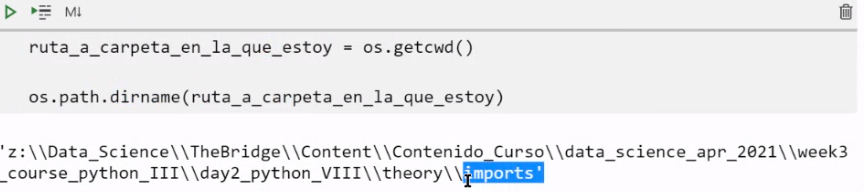 M↓
ruta_a_carpeta_en_la_que_estoy = os.getcwd()
os.path.dirname(ruta_a_carpeta_en_la_que_estoy)
'z:\\Data_Science\\TheBridge\\Content\\Contenido_Curso\\data_science_apr_2021\\week3
_course_python_III\\day2_python_VIII\\theory\\imports'